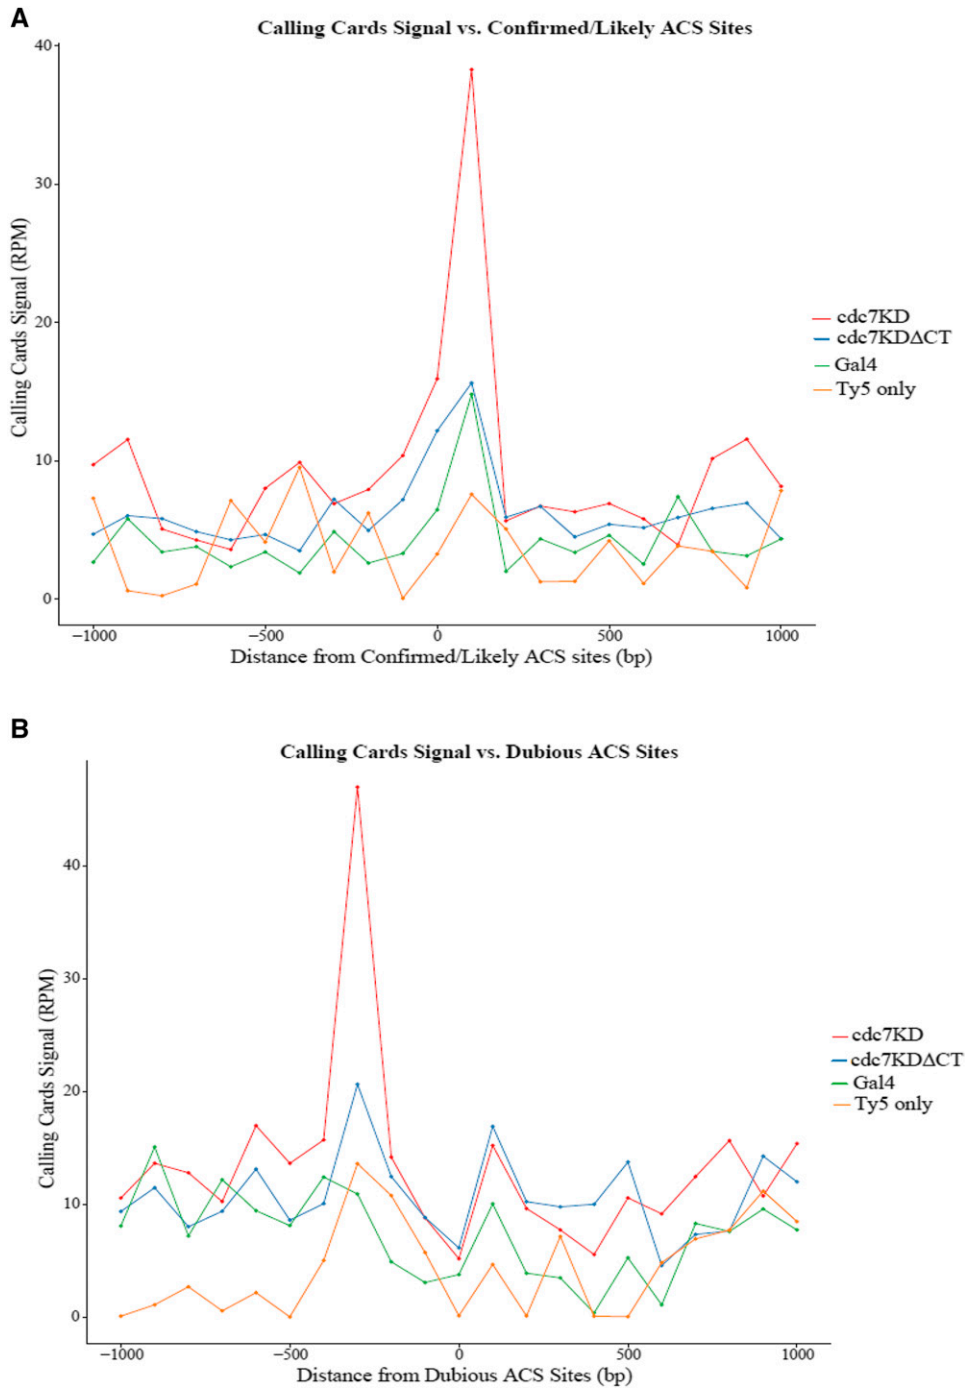 A
Calling Cards Signal vs. Confirmed/Likely ACS Sites
40
30
20
10
0
Calling Cards Signal (RPM)
−1000
−500
0
500
1000
Distance from Confirmed/Likely ACS sites (bp)
cdc7KD
cdc7KDΔCT
Gal4
Ty5 only
B
Calling Cards Signal vs. Dubious ACS Sites
40
30
20
10
0
Calling Cards Signal (RPM)
−1000
−500
0
500
1000
Distance from Dubious ACS Sites (bp)
cdc7KD
cdc7KDΔCT
Gal4
Ty5 only